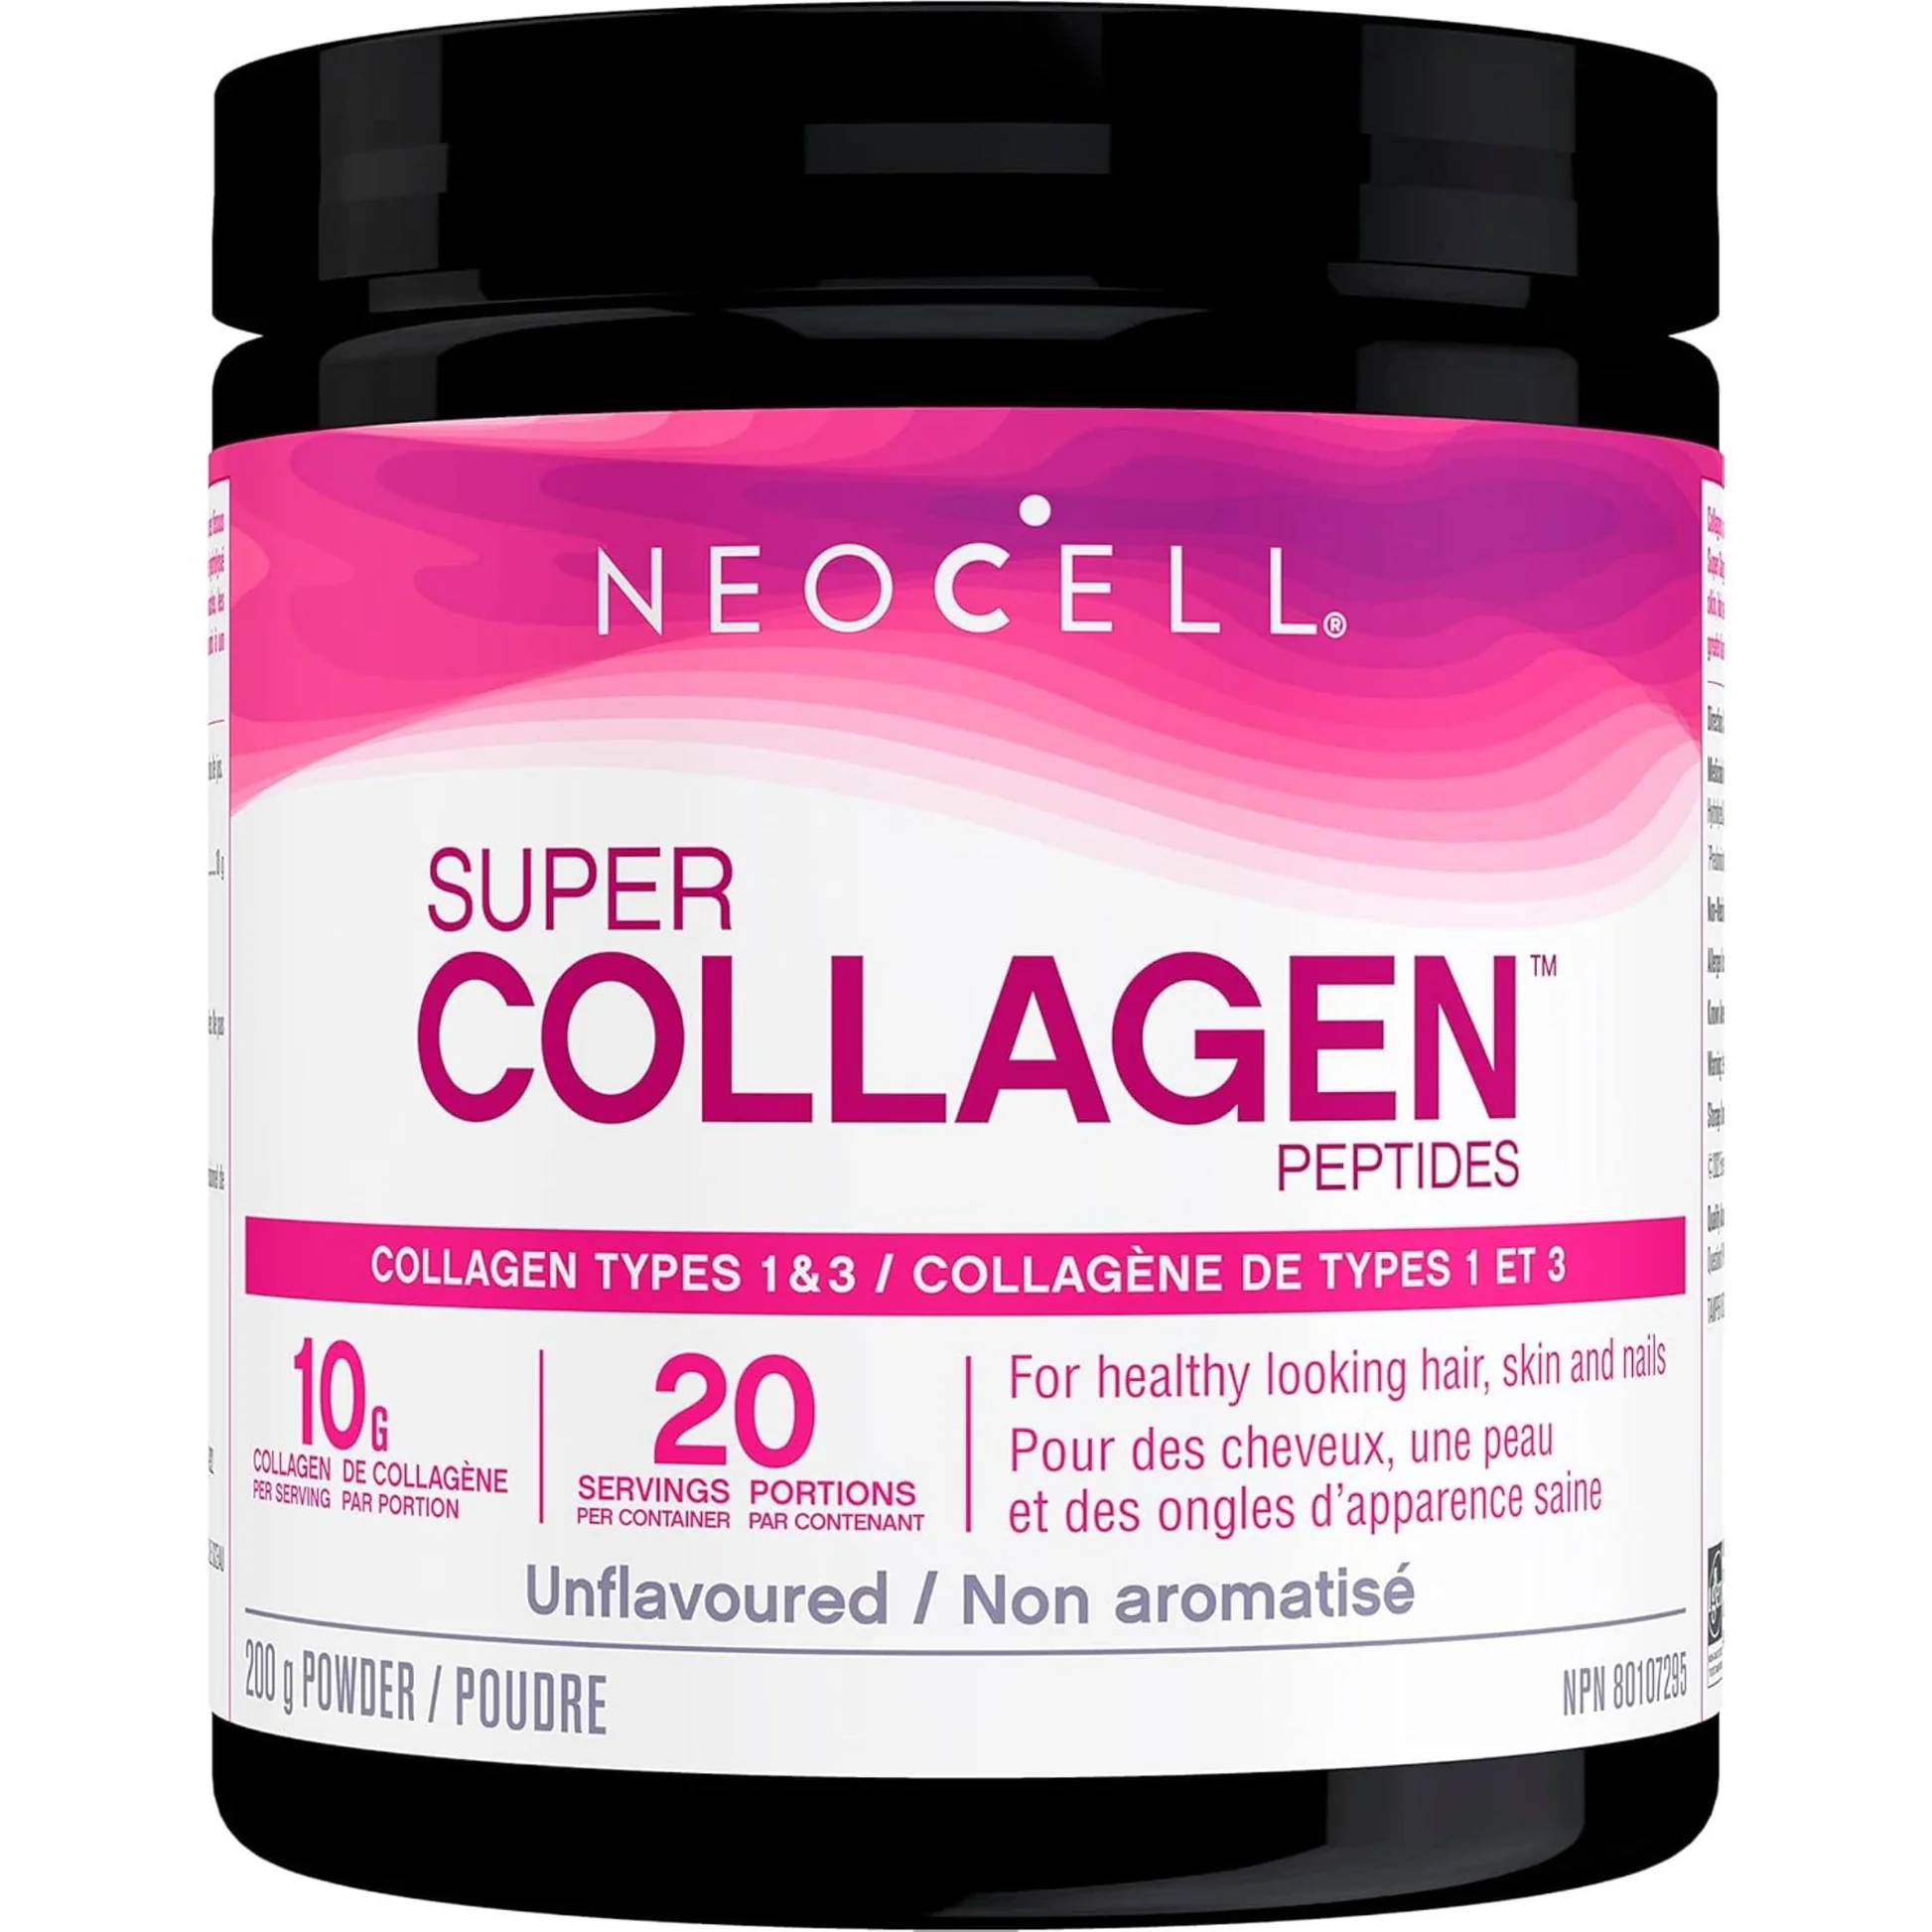 NEOCELL®
SUPER
COLLAGEN™
PEPTIDES
COLLAGEN TYPES 1&3 / COLLAGÈNE DE TYPES 1 ET 3
10G
COLLAGEN DE COLLAGÈNE
PER SERVING PAR PORTION
20
SERVINGS PORTIONS
PER CONTAINER PAR CONTENANT
For healthy looking hair, skin and nails
Pour des cheveux, une peau
et des ongles d'apparence saine
Unflavoured / Non aromatisé
200 g POWDER / POUDRE
NPN 80107295